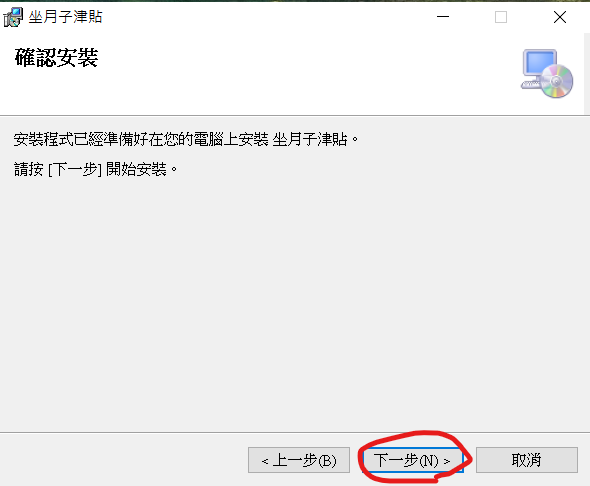 坐月子津貼
確認安裝
安裝程式已經準備好在您的電腦上安裝 坐月子津貼。
請按 [下一步] 開始安裝。
< 上一步(B)
下一步(N) >
取消